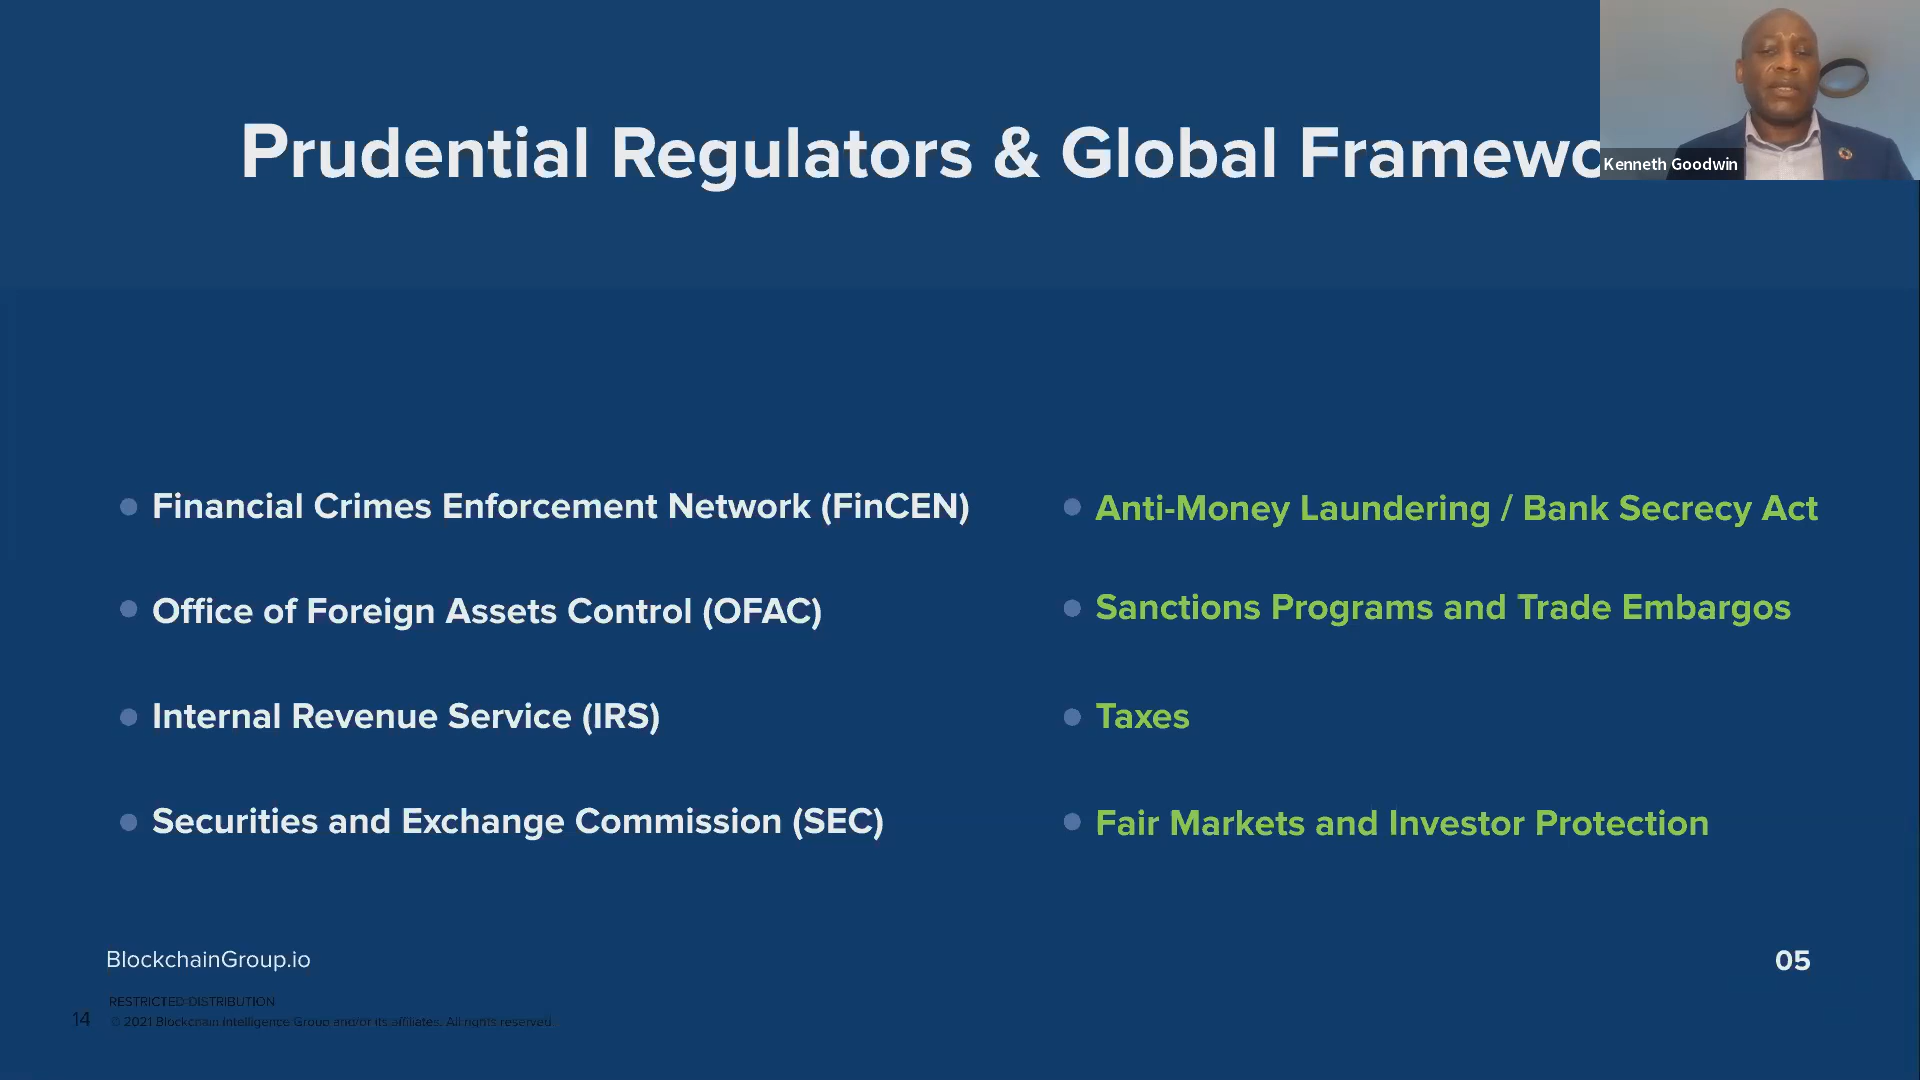 Prudential Regulators & Global Framewo
Kenneth Goodwin
Financial Crimes Enforcement Network (FinCEN)
Anti-Money Laundering / Bank Secrecy Act
Office of Foreign Assets Control (OFAC)
Sanctions Programs and Trade Embargos
Internal Revenue Service (IRS)
Taxes
Securities and Exchange Commission (SEC)
Fair Markets and Investor Protection
BlockchainGroup.io
05
RESTRICTED DISTRIBUTION
14
© 2021 Blockchain Intelligence Group and/or its affiliates. All rights reserved